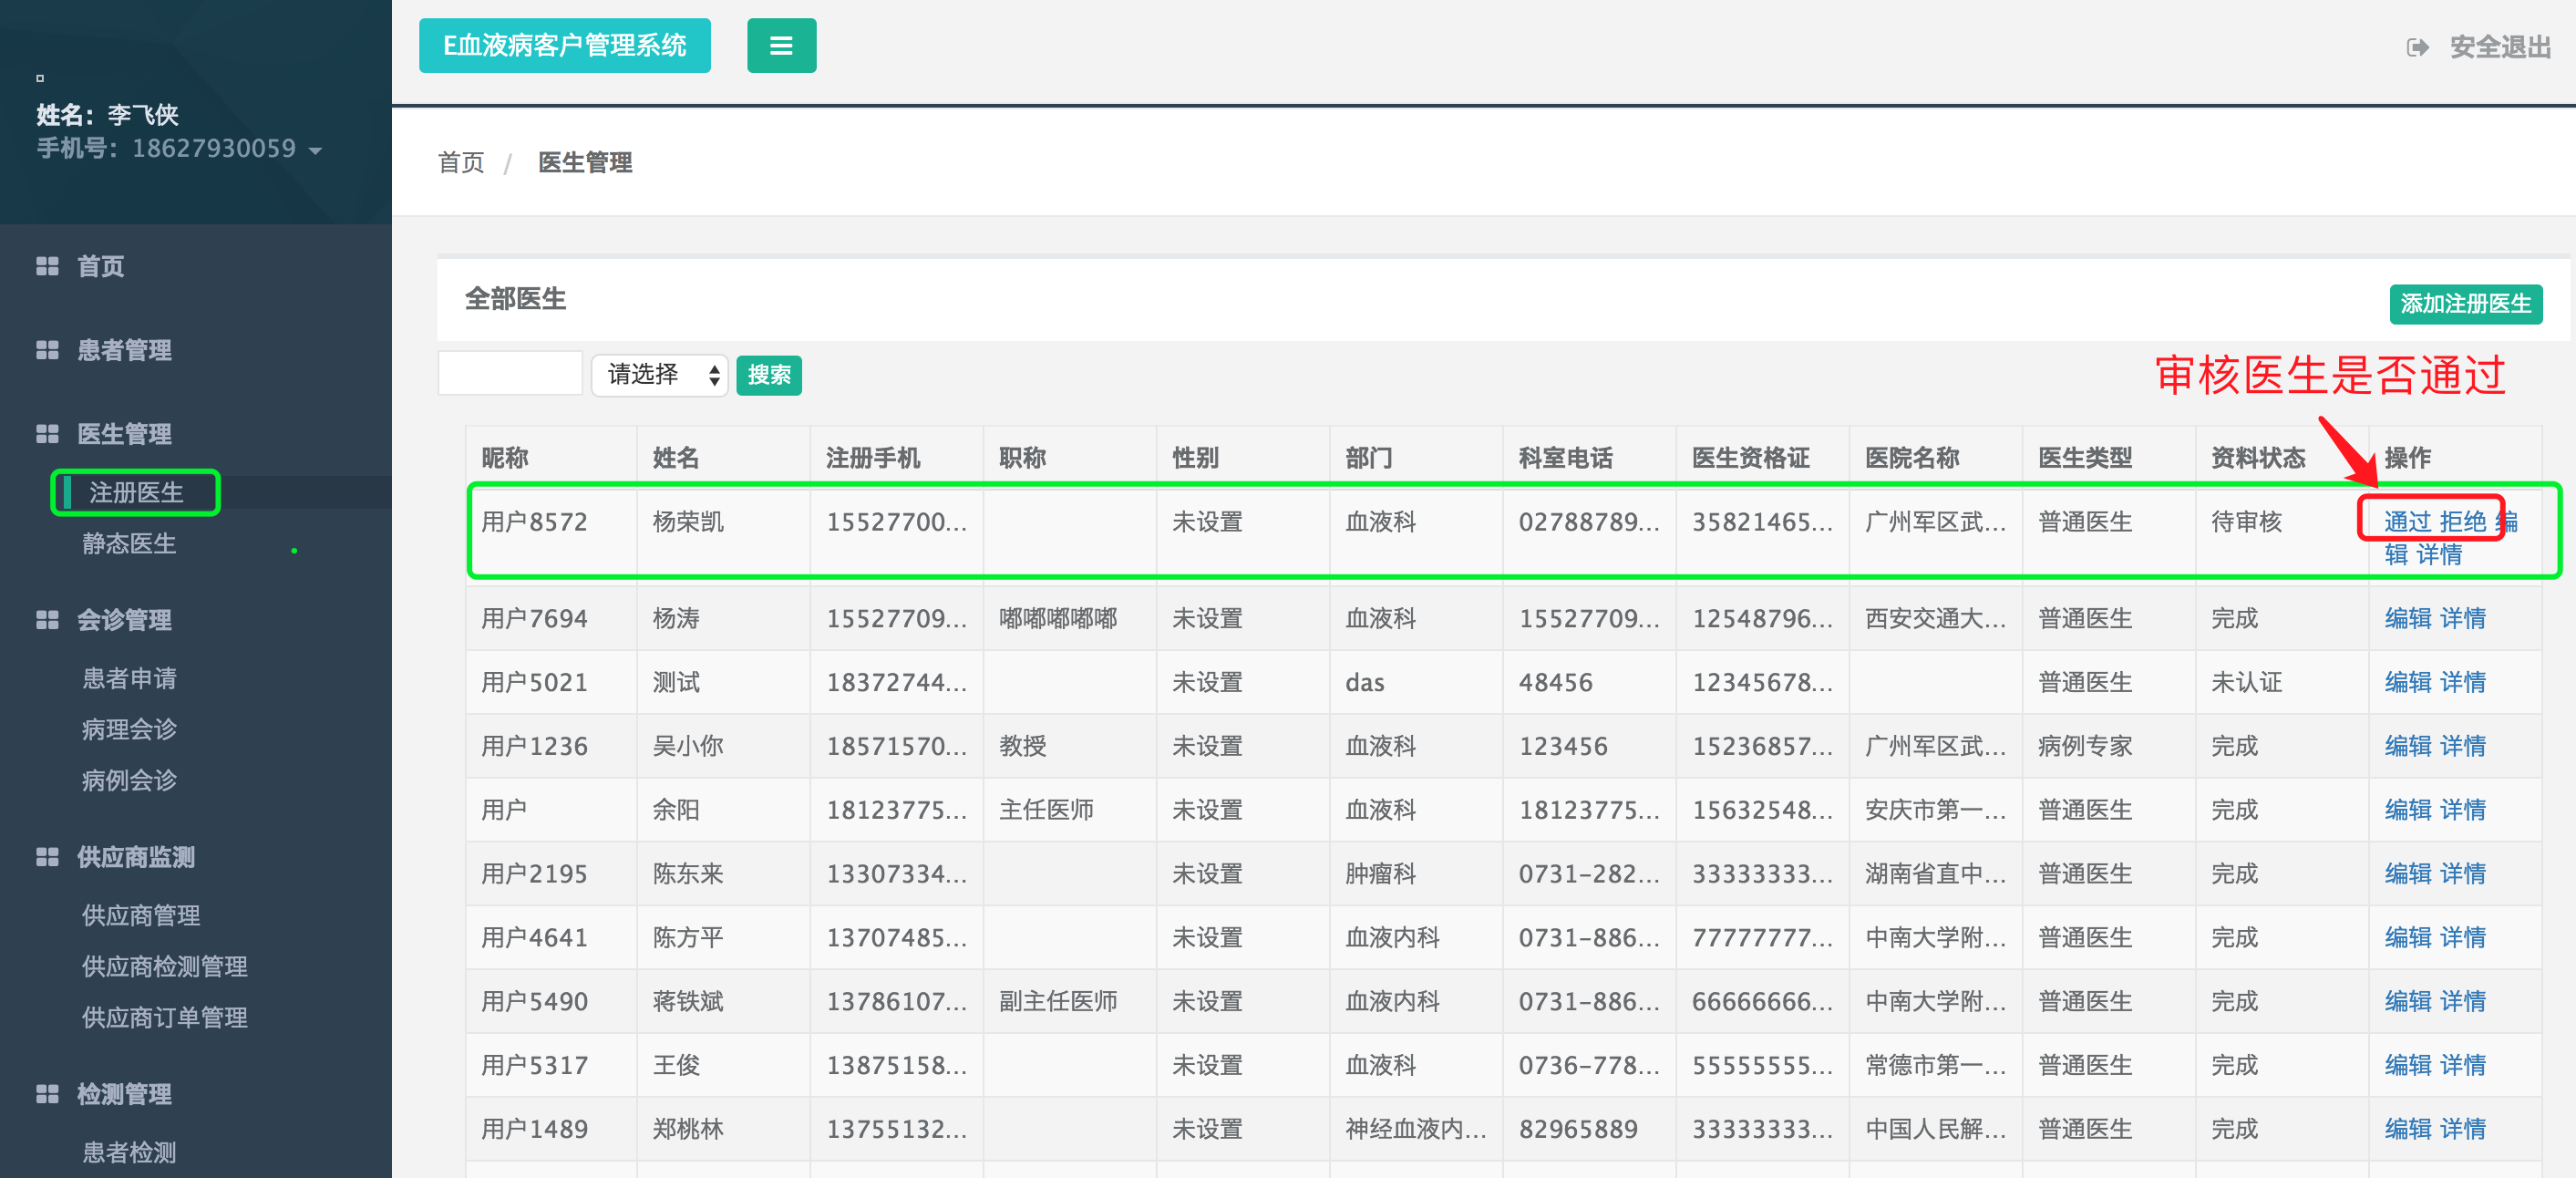 E血液病客户管理系统
安全退出
姓名：李飞侠
手机号：18627930059
首页
患者管理
医生管理
注册医生
静态医生
会诊管理
患者申请
病理会诊
病例会诊
供应商监测
供应商管理
供应商检测管理
供应商订单管理
检测管理
患者检测
首页 / 医生管理
全部医生
添加注册医生
请选择 搜索
审核医生是否通过
昵称 姓名 注册手机 职称 性别 部门 科室电话 医生资格证 医院名称 医生类型 资料状态 操作
用户8572 杨荣凯 15527700... 未设置 血液科 02788789... 35821465... 广州军区武... 普通医生 待审核 通过 拒绝 编
辑 详情
用户7694 杨涛 15527709... 嘟嘟嘟嘟嘟 未设置 血液科 15527709... 12548796... 西安交通大... 普通医生 完成 编辑 详情
用户5021 测试 18372744... 未设置 das 48456 12345678... 普通医生 未认证 编辑 详情
用户1236 吴小你 18571570... 教授 未设置 血液科 123456 15236857... 广州军区武... 病例专家 完成 编辑 详情
用户 余阳 18123775... 主任医师 未设置 血液科 18123775... 15632548... 安庆市第一... 普通医生 完成 编辑 详情
用户2195 陈东来 13307334... 未设置 肿瘤科 0731-282... 33333333... 湖南省直中... 普通医生 完成 编辑 详情
用户4641 陈方平 13707485... 未设置 血液内科 0731-886... 77777777... 中南大学附... 普通医生 完成 编辑 详情
用户5490 蒋铁斌 13786107... 副主任医师 未设置 血液内科 0731-886... 66666666... 中南大学附... 普通医生 完成 编辑 详情
用户5317 王俊 13875158... 未设置 血液科 0736-778... 55555555... 常德市第一... 普通医生 完成 编辑 详情
用户1489 郑桃林 13755132... 未设置 神经血液内... 82965889 33333333... 中国人民解... 普通医生 完成 编辑 详情